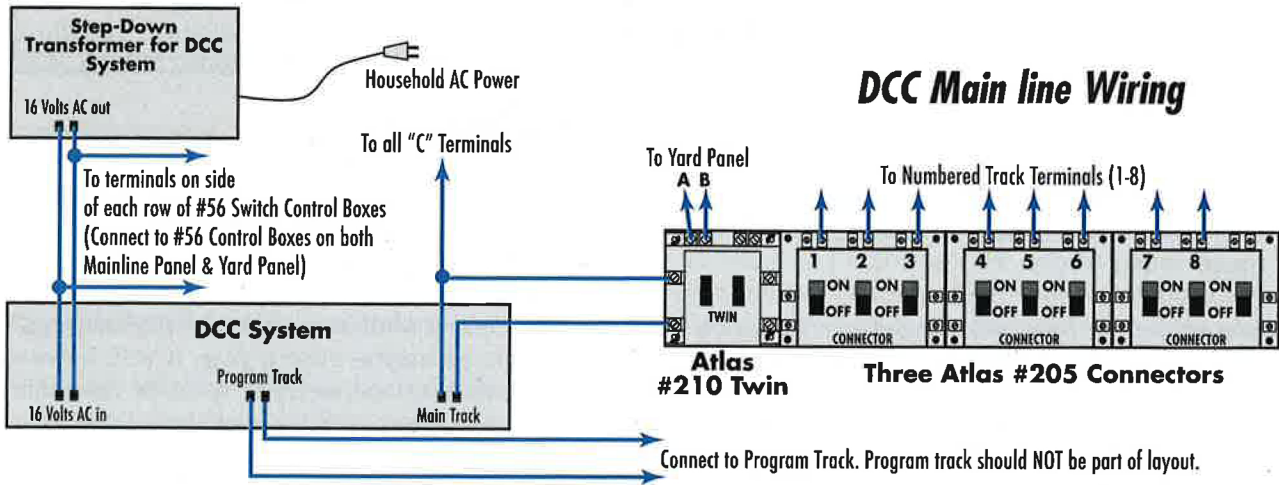 Step-Down
Transformer for DCC
System
16 Volts AC out
Household AC Power
DCC Main line Wiring
To all "C" Terminals
To terminals on side
of each row of #56 Switch Control Boxes
(Connect to #56 Control Boxes on both
Mainline Panel & Yard Panel)
To Yard Panel
A B
To Numbered Track Terminals (1-8)
1 2 3 4 5 6 7 8
ON ON ON ON ON
OFF OFF OFF OFF OFF
TWIN
CONNECTOR CONNECTOR CONNECTOR
Atlas
#210 Twin
Three Atlas #205 Connectors
DCC System
Program Track
16 Volts AC in
Main Track
Connect to Program Track. Program track should NOT be part of layout.